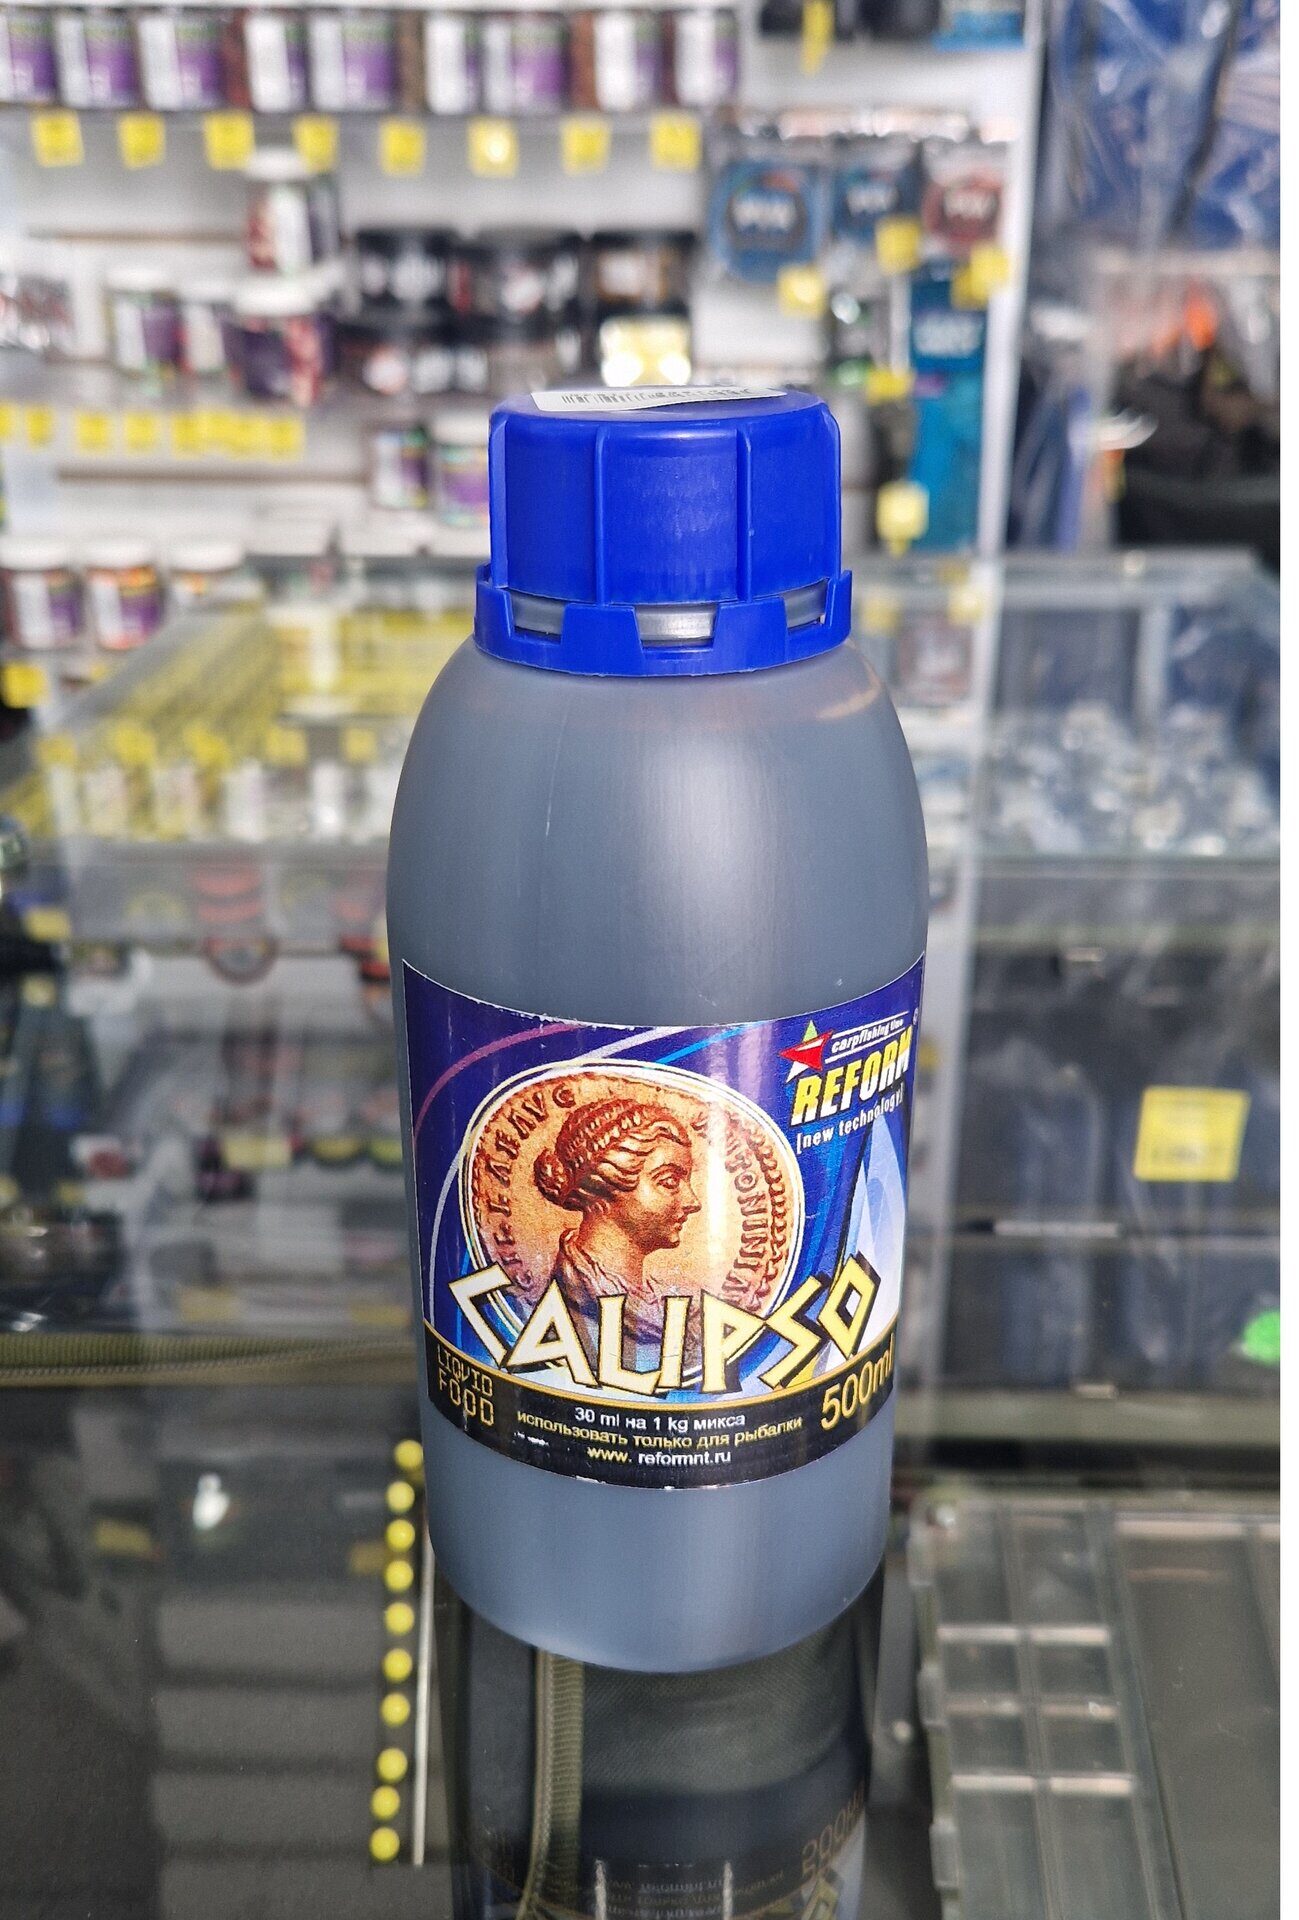 carpfishing line
REFORM
[new technology]
CALIPSO
LIQUID
FOOD
500ml
30 ml на 1 kg микса
использовать только для рыбалки
www. reformnt.ru